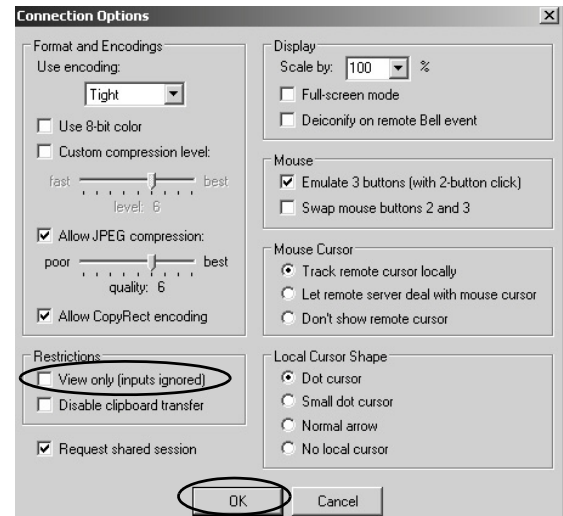 Connection Options
Format and Encodings
Use encoding:
Tight
Use 8-bit color
Custom compression level:
fast best
level: 6
Allow JPEG compression:
poor best
quality: 6
Allow CopyRect encoding
Restrictions
View only (inputs ignored)
Disable clipboard transfer
Request shared session
Display
Scale by: 100 %
Full-screen mode
Deiconify on remote Bell event
Mouse
Emulate 3 buttons (with 2-button click)
Swap mouse buttons 2 and 3
Mouse Cursor
Track remote cursor locally
Let remote server deal with mouse cursor
Don't show remote cursor
Local Cursor Shape
Dot cursor
Small dot cursor
Normal arrow
No local cursor
OK Cancel